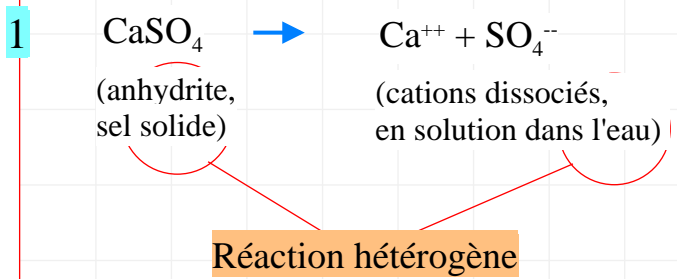 1 CaSO₄ → Ca⁺⁺ + SO₄⁻⁻
(anhydrite, (cations dissociés,
sel solide) en solution dans l'eau)
Réaction hétérogène